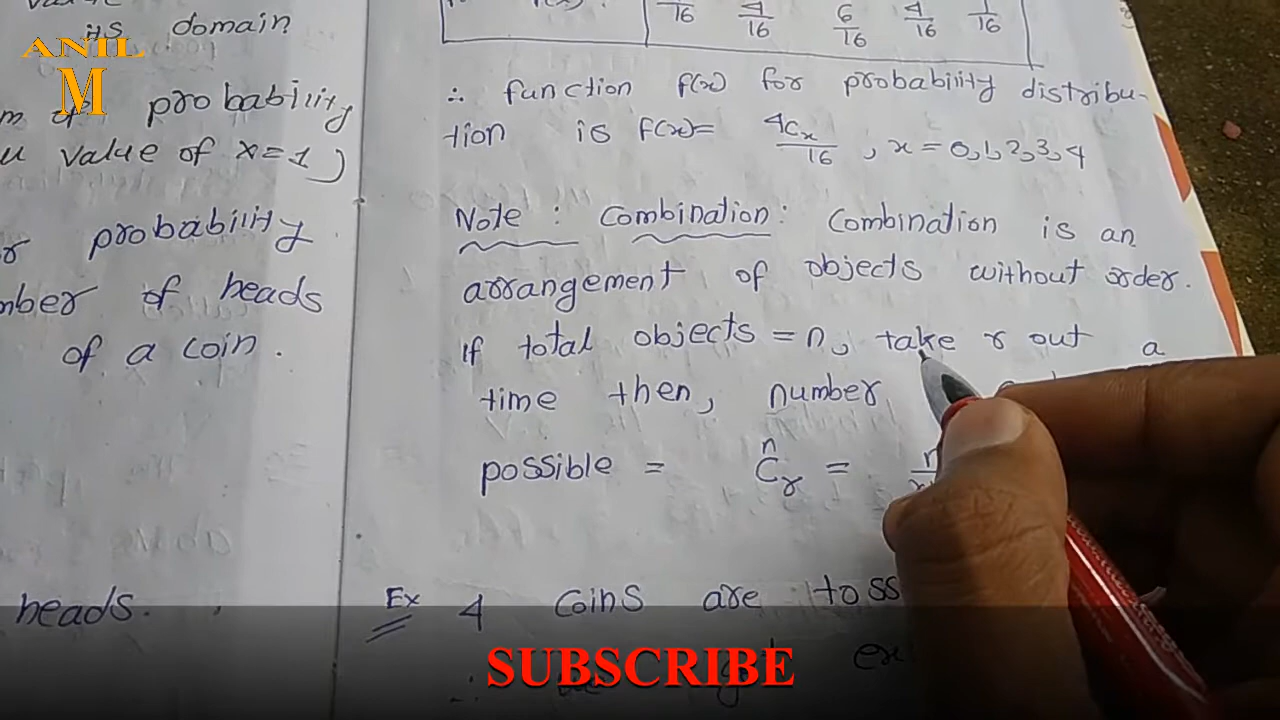 its domain
ANIL
M
probability
value of x=1)
probability
of heads
of a coin.
heads.
1/16 4/16 6/16 4/16 1/16
∴ function f(x) for probability distribu-
tion is f(x)= 4Cx/16 , x = 0,1,2,3,4
Note : Combination : Combination is an
arrangement of objects without order.
If total objects = n, take r out a
time then, number
possible = nCr =
Ex 4 coins are toss
SUBSCRIBE